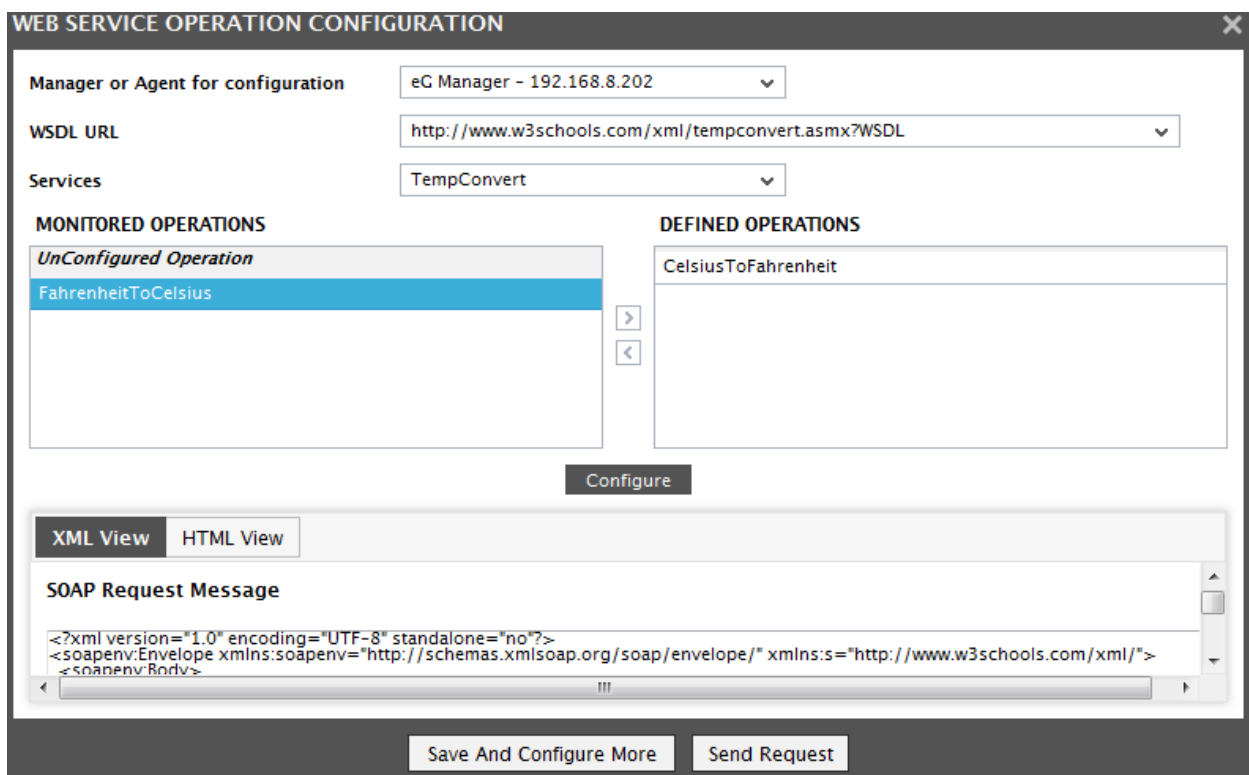 WEB SERVICE OPERATION CONFIGURATION
Manager or Agent for configuration
eG Manager - 192.168.8.202
WSDL URL
http://www.w3schools.com/xml/tempconvert.asmx?WSDL
Services
TempConvert
MONITORED OPERATIONS
DEFINED OPERATIONS
UnConfigured Operation
CelsiusToFahrenheit
FahrenheitToCelsius
Configure
XML View
HTML View
SOAP Request Message
<?xml version="1.0" encoding="UTF-8" standalone="no"?>
<soapenv:Envelope xmlns:soapenv="http://schemas.xmlsoap.org/soap/envelope/" xmlns:s="http://www.w3schools.com/xml/">
<soapenv:Body>
Save And Configure More
Send Request